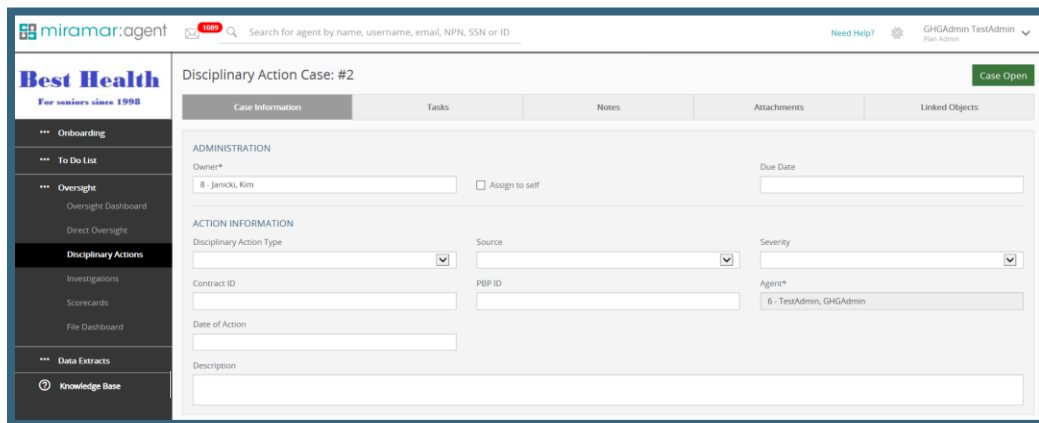 miramar:agent
1089
Search for agent by name, username, email, NPN, SSN or ID
Need Help?
GHGAdmin TestAdmin
Plan Admin
Best Health
For seniors since 1998
Onboarding
To Do List
Oversight
Oversight Dashboard
Direct Oversight
Disciplinary Actions
Investigations
Scorecards
File Dashboard
Data Extracts
Knowledge Base
Disciplinary Action Case: #2
Case Open
Case Information Tasks Notes Attachments Linked Objects
ADMINISTRATION
Owner* Due Date
8 - Janicki, Kim Assign to self
ACTION INFORMATION
Disciplinary Action Type Source Severity
Contract ID PBP ID Agent*
6 - TestAdmin, GHGAdmin
Date of Action
Description